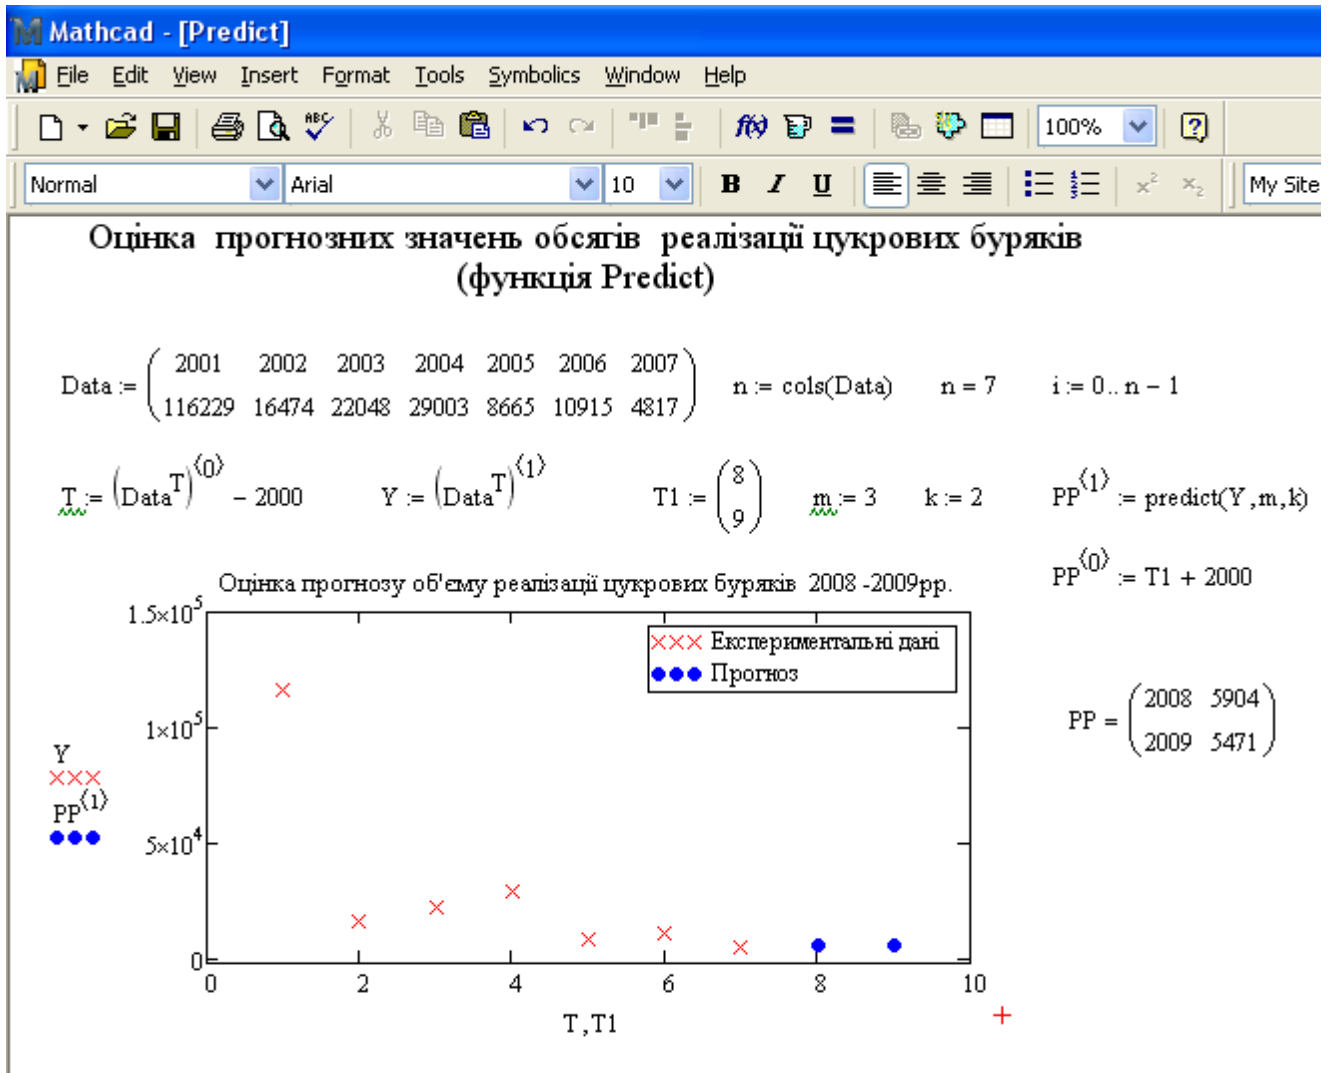 Mathcad - [Predict]
File Edit View Insert Format Tools Symbolics Window Help
100%
Normal Arial 10 B I U x² x₂ My Site
Оцінка прогнозних значень обсягів реалізації цукрових буряків
(функція Predict)
Data := ( 2001 2002 2003 2004 2005 2006 2007
116229 16474 22048 29003 8665 10915 4817 ) n := cols(Data) n = 7 i := 0.. n − 1
T := (Data^T)^⟨0⟩ − 2000 Y := (Data^T)^⟨1⟩ T1 := (8 9) m := 3 k := 2 PP^⟨1⟩ := predict(Y,m,k)
PP^⟨0⟩ := T1 + 2000
Оцінка прогнозу об'єму реалізації цукрових буряків 2008 -2009рр.
1.5×10^5
××× Експериментальні дані
●●● Прогноз
1×10^5
PP = ( 2008 5904
2009 5471 )
Y
×××
PP^⟨1⟩
●●●
5×10^4
0
0 2 4 6 8 10
T,T1